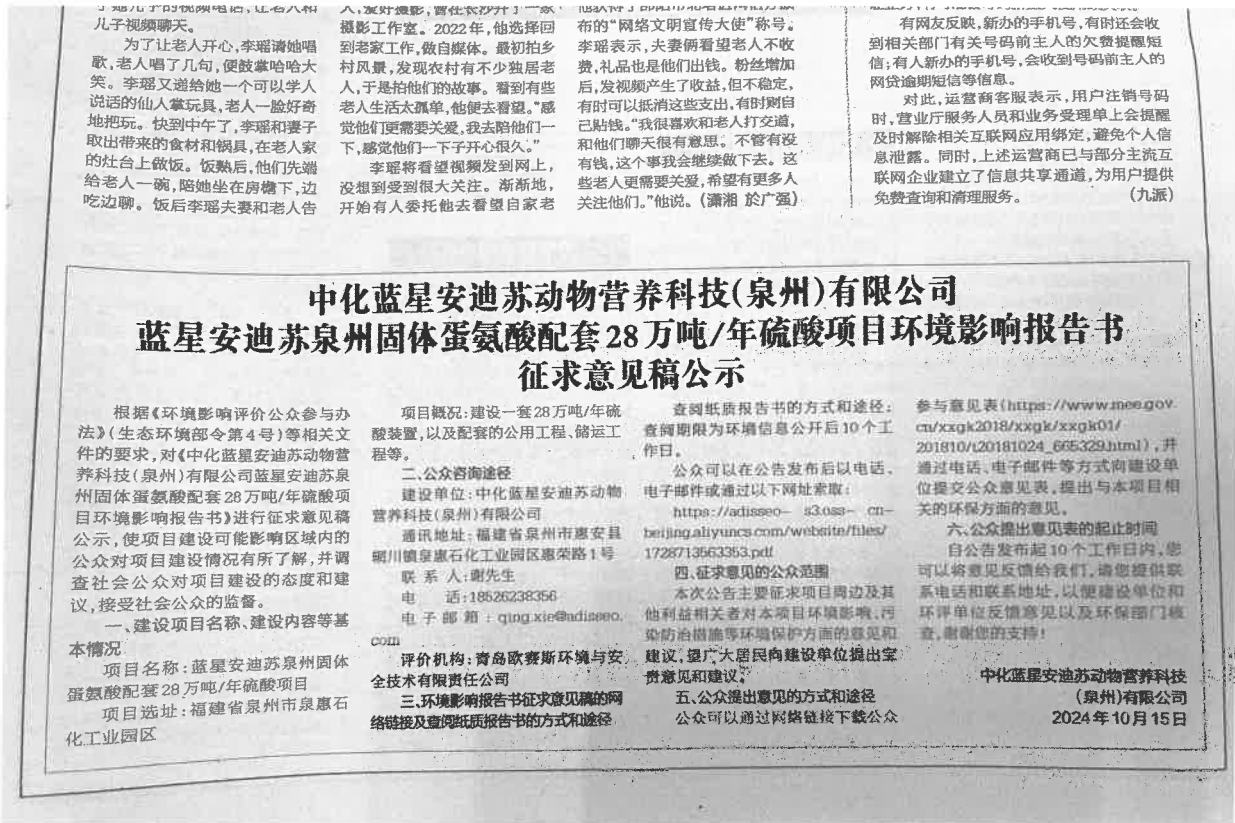 儿子视频聊天。
为了让老人开心,李瑶请她唱
歌,老人唱了几句,便鼓掌哈哈大
笑。李瑶又递给她一个可以学人
说话的仙人掌玩具,老人一脸好奇
地把玩。快到中午了,李瑶和妻子
取出带来的食材和锅具,在老人家
的灶台上做饭。饭熟后,他们先端
给老人一碗,陪她坐在房檐下,边
吃边聊。饭后李瑶夫妻和老人告
人,爱好摄影,曾在长沙开了一家
摄影工作室。2022年,他选择回
到老家工作,做自媒体。最初拍乡
村风景,发现农村有不少独居老
人,于是拍他们的故事。看到有些
老人生活太孤单,他便去看望。“感
觉他们更需要关爱,我去陪他们一
下,感觉他们一下子开心很久。”
李瑶将看望视频发到网上,
没想到受到很大关注。渐渐地,
开始有人委托他去看望自家老
布的“网络文明宣传大使”称号。
李瑶表示,夫妻俩看望老人不收
费,礼品也是他们出钱。粉丝增加
后,发视频产生了收益,但不稳定,
有时可以抵消这些支出,有时则自
己贴钱。“我很喜欢和老人打交道,
和他们聊天很有意思。不管有没
有钱,这个事我会继续做下去。这
些老人更需要关爱,希望有更多人
关注他们。”他说。(潇湘 於广强)
有网友反映,新办的手机号,有时还会收
到相关部门有关号码前主人的欠费提醒短
信;有人新办的手机号,会收到号码前主人的
网贷逾期短信等信息。
对此,运营商客服表示,用户注销号码
时,营业厅服务人员和业务受理单上会提醒
及时解除相关互联网应用绑定,避免个人信
息泄露。同时,上述运营商已与部分主流互
联网企业建立了信息共享通道,为用户提供
免费查询和清理服务。 (九派)
中化蓝星安迪苏动物营养科技(泉州)有限公司
蓝星安迪苏泉州固体蛋氨酸配套28万吨/年硫酸项目环境影响报告书
征求意见稿公示
根据《环境影响评价公众参与办
法》(生态环境部令第4号)等相关文
件的要求,对《中化蓝星安迪苏动物营
养科技(泉州)有限公司蓝星安迪苏泉
州固体蛋氨酸配套28万吨/年硫酸项
目环境影响报告书》进行征求意见稿
公示,使项目建设可能影响区域内的
公众对项目建设情况有所了解,并调
查社会公众对项目建设的态度和建
议,接受社会公众的监督。
一、建设项目名称、建设内容等基
本情况
项目名称:蓝星安迪苏泉州固体
蛋氨酸配套28万吨/年硫酸项目
项目选址:福建省泉州市泉惠石
化工业园区
项目概况:建设一套28万吨/年硫
酸装置,以及配套的公用工程、储运工
程等。
二、公众咨询途径
建设单位:中化蓝星安迪苏动物
营养科技(泉州)有限公司
通讯地址:福建省泉州市惠安县
辋川镇泉惠石化工业园区惠荣路1号
联 系 人:谢先生
电 话:18526238356
电子邮箱:qing.xie@adisseo.
com
评价机构:青岛欧赛斯环境与安
全技术有限责任公司
三、环境影响报告书征求意见稿的网
络链接及查阅纸质报告书的方式和途径
查阅纸质报告书的方式和途径:
查阅期限为环境信息公开后10个工
作日。
公众可以在公告发布后以电话、
电子邮件或通过以下网址索取:
https://adisseo- s3.oss- cn-
beijing.aliyuncs.com/website/files/
1728713563353.pdf
四、征求意见的公众范围
本次公告主要征求项目周边及其
他利益相关者对本项目环境影响、污
染防治措施等环境保护方面的意见和
建议,望广大居民向建设单位提出宝
贵意见和建议。
五、公众提出意见的方式和途径
公众可以通过网络链接下载公众
参与意见表(https://www.mee.gov.
cn/xxgk2018/xxgk/xxgk01/
201810/t20181024_665329.html),并
通过电话、电子邮件等方式向建设单
位提交公众意见表,提出与本项目相
关的环保方面的意见。
六、公众提出意见表的起止时间
自公告发布起10个工作日内,您
可以将意见反馈给我们,请您提供联
系电话和联系地址,以便建设单位和
环评单位反馈意见以及环保部门核
查,谢谢您的支持!
中化蓝星安迪苏动物营养科技
(泉州)有限公司
2024年10月15日